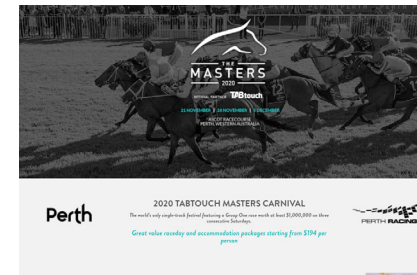 THE
MASTERS
2020
OFFICIAL PARTNER TABtouch
21 NOVEMBER | 28 NOVEMBER | 5 DECEMBER
ASCOT RACECOURSE
PERTH, WESTERN AUSTRALIA
Perth
2020 TABTOUCH MASTERS CARNIVAL
The world's only single-track festival featuring a Group One race worth at least $1,000,000 on three
consecutive Saturdays.
Great value raceday and accommodation packages starting from $194 per
person
PERTH RACING